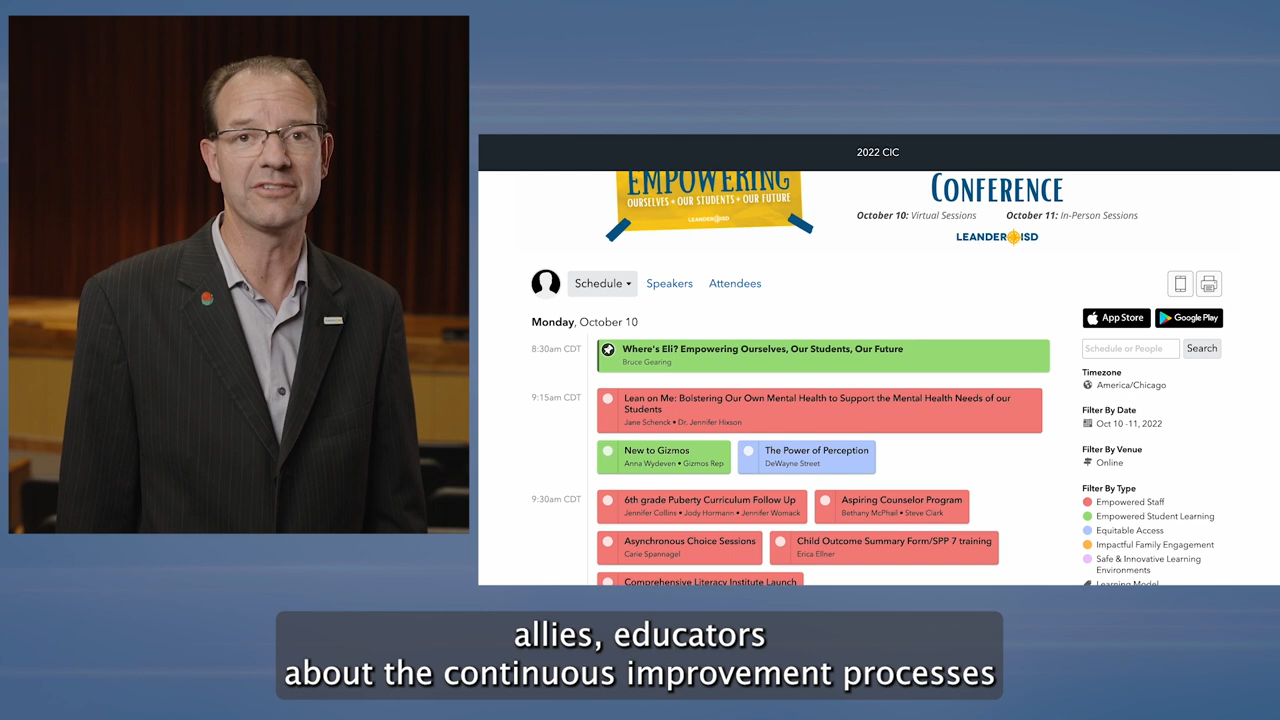 2022 CIC
EMPOWERING
OURSELVES • OUR STUDENTS • OUR FUTURE
LEANDER ISD
CONFERENCE
October 10: Virtual Sessions October 11: In-Person Sessions
LEANDER ISD
Schedule Speakers Attendees
Monday, October 10
8:30am CDT
Where's Eli? Empowering Ourselves, Our Students, Our Future
Bruce Gearing
9:15am CDT
Lean on Me: Bolstering Our Own Mental Health to Support the Mental Health Needs of our
Students
Jane Schenck • Dr. Jennifer Hixson
New to Gizmos
Anna Wydeven • Gizmos Rep
The Power of Perception
DeWayne Street
9:30am CDT
6th grade Puberty Curriculum Follow Up
Jennifer Collins • Jody Hormann • Jennifer Womack
Aspiring Counselor Program
Bethany McPhail • Steve Clark
Asynchronous Choice Sessions
Carie Spannagel
Child Outcome Summary Form/SPP 7 training
Erica Ellner
Comprehensive Literacy Institute Launch
App Store Google Play
Schedule or People Search
Timezone
America/Chicago
Filter By Date
Oct 10 -11, 2022
Filter By Venue
Online
Filter By Type
Empowered Staff
Empowered Student Learning
Equitable Access
Impactful Family Engagement
Safe & Innovative Learning
Environments
Learning Model
allies, educators
about the continuous improvement processes